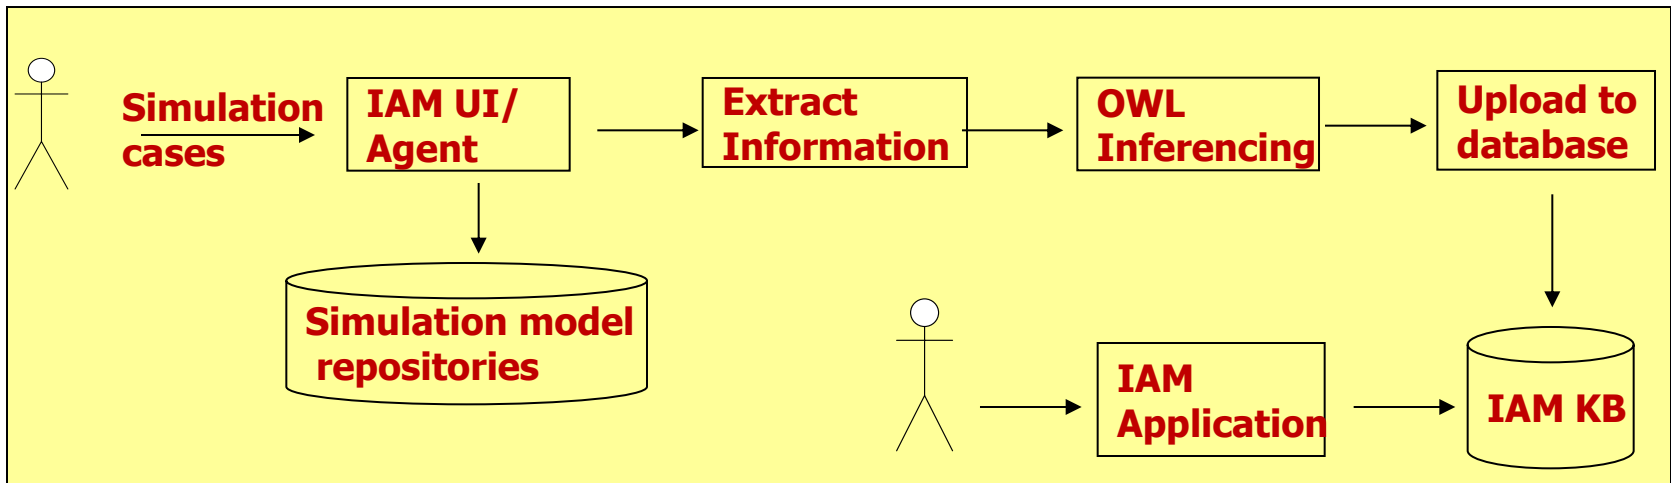 Simulation
cases
IAM UI/
Agent
Extract
Information
OWL
Inferencing
Upload to
database
Simulation model
repositories
IAM
Application
IAM KB